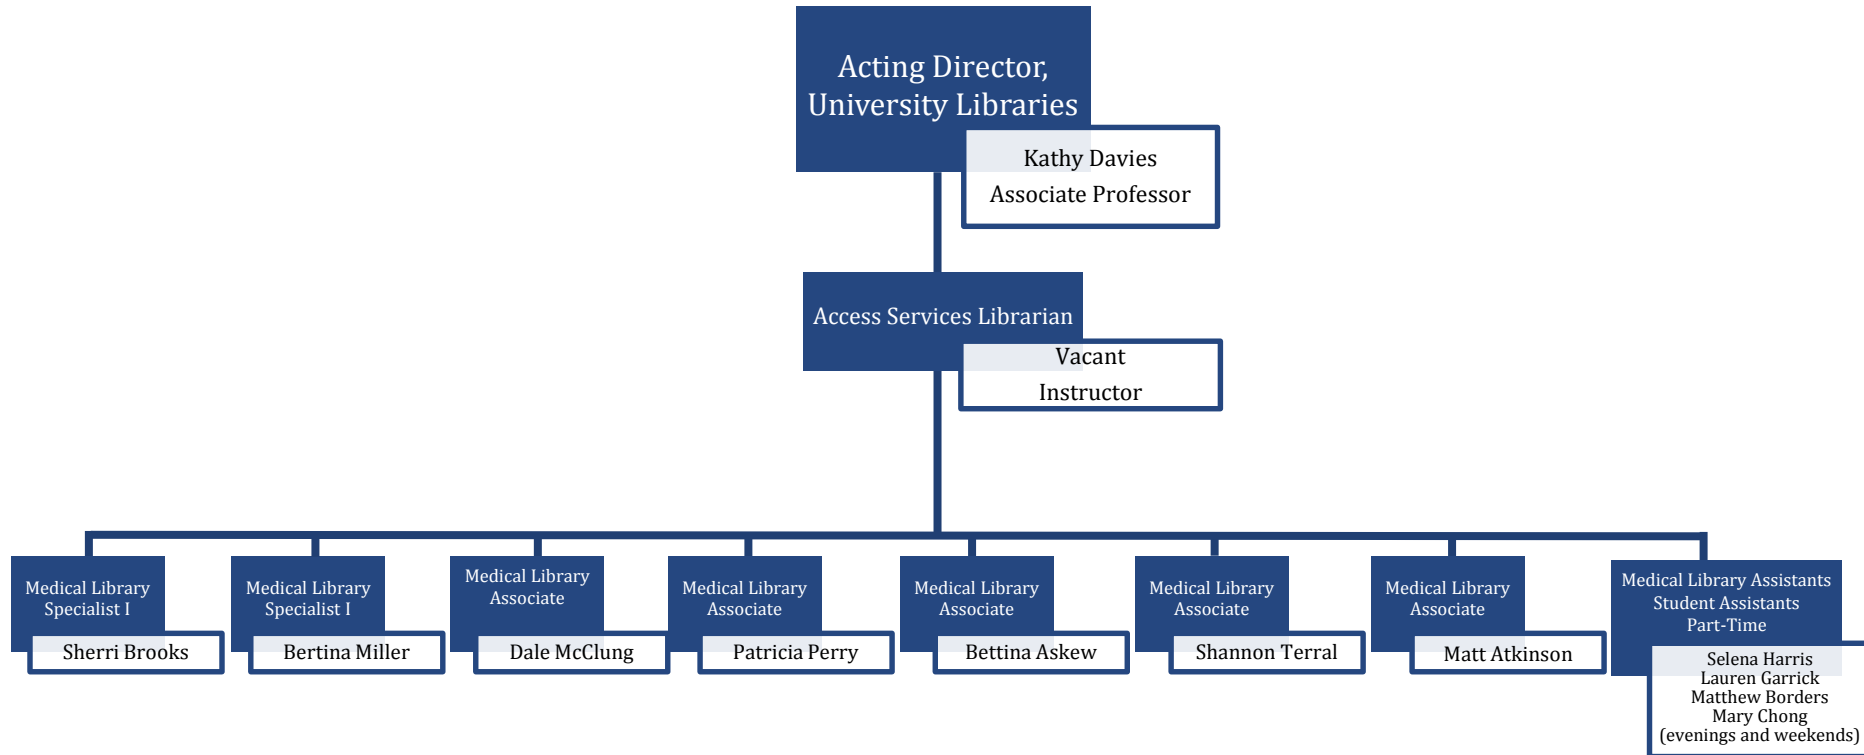 Acting Director,
University Libraries
Kathy Davies
Associate Professor
Access Services Librarian
Vacant
Instructor
Medical Library
Specialist I
Sherri Brooks
Medical Library
Specialist I
Bertina Miller
Medical Library
Associate
Dale McClung
Medical Library
Associate
Patricia Perry
Medical Library
Associate
Bettina Askew
Medical Library
Associate
Shannon Terral
Medical Library
Associate
Matt Atkinson
Medical Library Assistants
Student Assistants
Part-Time
Selena Harris
Lauren Garrick
Matthew Borders
Mary Chong
(evenings and weekends)